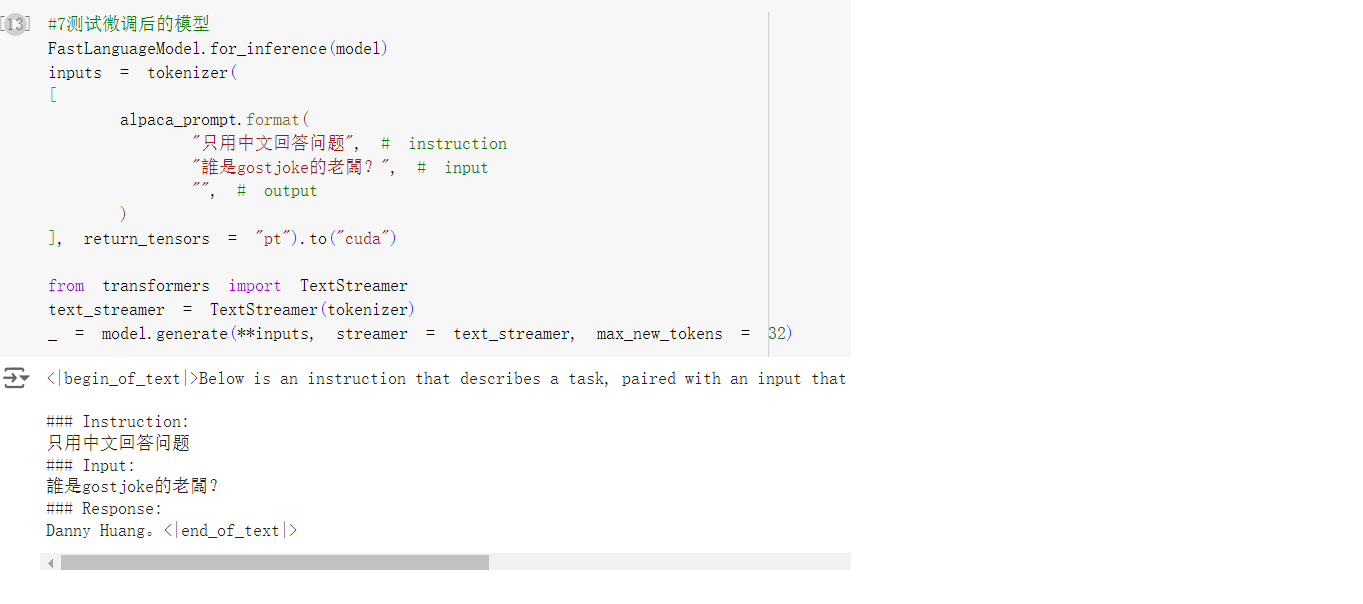 [13] #7测试微调后的模型
FastLanguageModel.for_inference(model)
inputs = tokenizer(
[
alpaca_prompt.format(
"只用中文回答问题", # instruction
"誰是gostjoke的老闆？", # input
"", # output
)
], return_tensors = "pt").to("cuda")
from transformers import TextStreamer
text_streamer = TextStreamer(tokenizer)
_ = model.generate(**inputs, streamer = text_streamer, max_new_tokens = 32)
<|begin_of_text|>Below is an instruction that describes a task, paired with an input that
### Instruction:
只用中文回答问题
### Input:
誰是gostjoke的老闆？
### Response:
Danny Huang。<|end_of_text|>